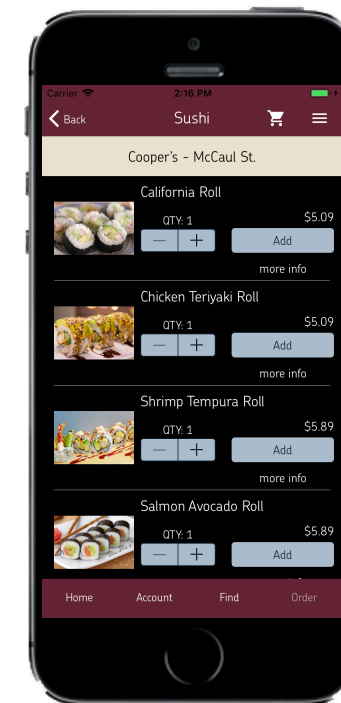 Carrier 2:16 PM
Back Sushi
Cooper's - McCaul St.
California Roll
QTY: 1 $5.09
Add
more info
Chicken Teriyaki Roll
QTY: 1 $5.09
Add
more info
Shrimp Tempura Roll
QTY: 1 $5.89
Add
more info
Salmon Avocado Roll
QTY: 1 $5.89
Add
Home Account Find Order